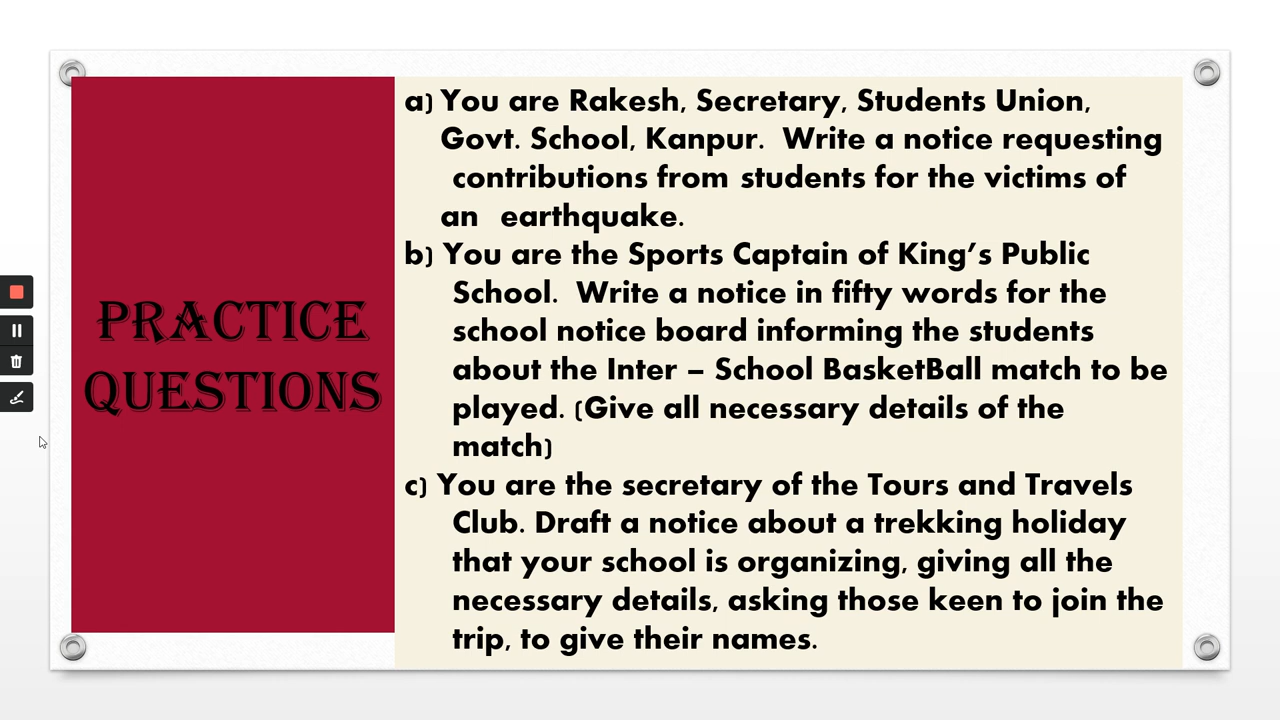 PRACTICE
QUESTIONS
a) You are Rakesh, Secretary, Students Union,
Govt. School, Kanpur. Write a notice requesting
contributions from students for the victims of
an earthquake.
b) You are the Sports Captain of King’s Public
School. Write a notice in fifty words for the
school notice board informing the students
about the Inter – School BasketBall match to be
played. (Give all necessary details of the
match)
c) You are the secretary of the Tours and Travels
Club. Draft a notice about a trekking holiday
that your school is organizing, giving all the
necessary details, asking those keen to join the
trip, to give their names.